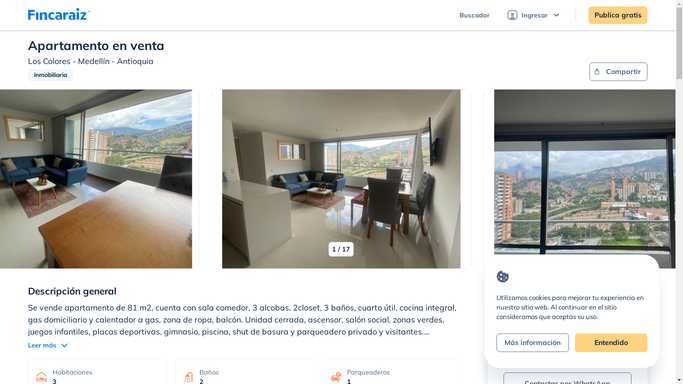 Fincaraiz
Buscador
Ingresar
Publica gratis
Apartamento en venta
Los Colores - Medellín - Antioquia
Inmobiliaria
Compartir
1 / 17
Descripción general
Se vende apartamento de 81 m2, cuenta con sala comedor, 3 alcobas, 2closet, 3 baños, cuarto útil, cocina integral,
gas domiciliario y calentador a gas, zona de ropa, balcón. Unidad cerrada, ascensor, salón social, zonas verdes,
juegos infantiles, placas deportivas, gimnasio, piscina, shut de basura y parqueadero privado y visitantes....
Leer más
Habitaciones
3
Baños
2
Parqueaderos
1
Utilizamos cookies para mejorar tu experiencia en
nuestro sitio web. Al continuar en el sitio
consideramos que aceptas su uso.
Más información
Entendido
Contactar por WhatsApp